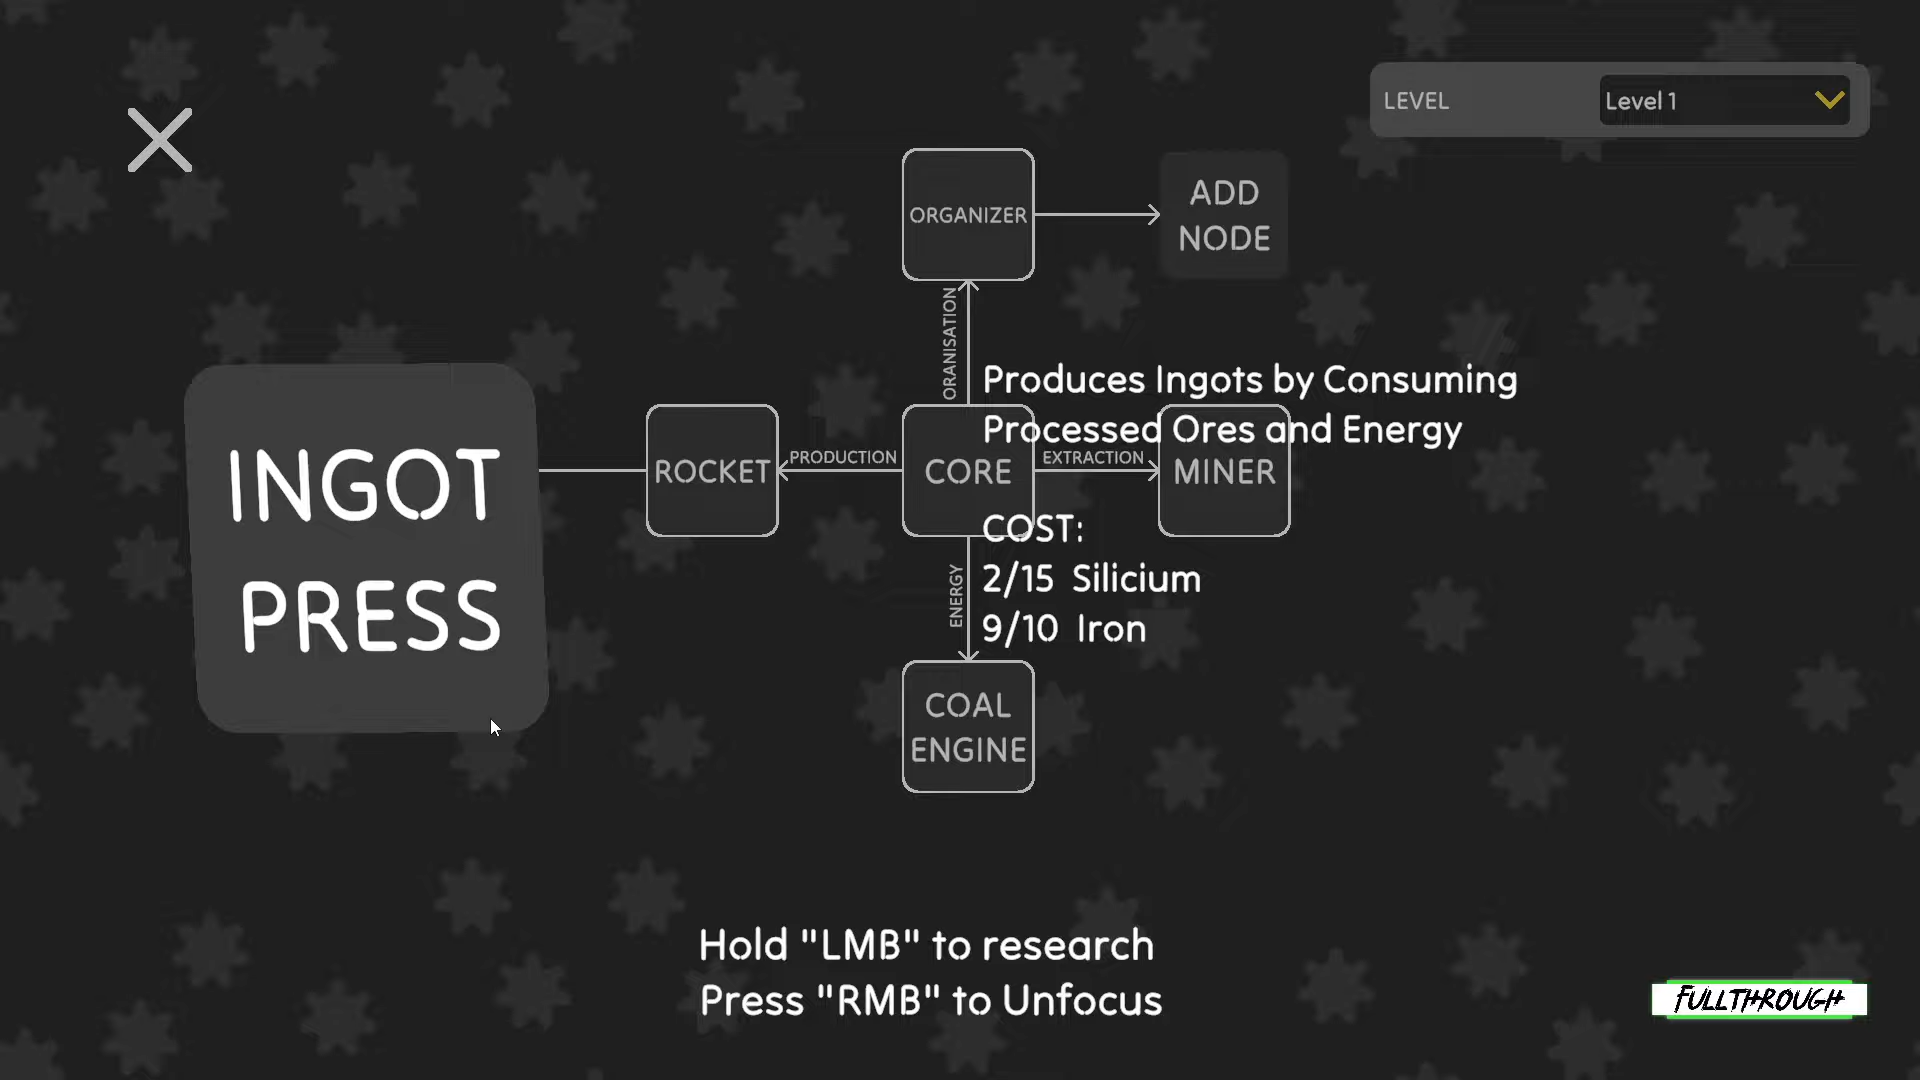 LEVEL
Level 1
ORGANIZER
ADD
NODE
ORANISATION
Produces Ingots by Consuming
Processed Ores and Energy
INGOT
PRESS
ROCKET
PRODUCTION
CORE
EXTRACTION
MINER
COST:
2/15 Silicium
9/10 Iron
ENERGY
COAL
ENGINE
Hold "LMB" to research
Press "RMB" to Unfocus
FULLTHROUGH